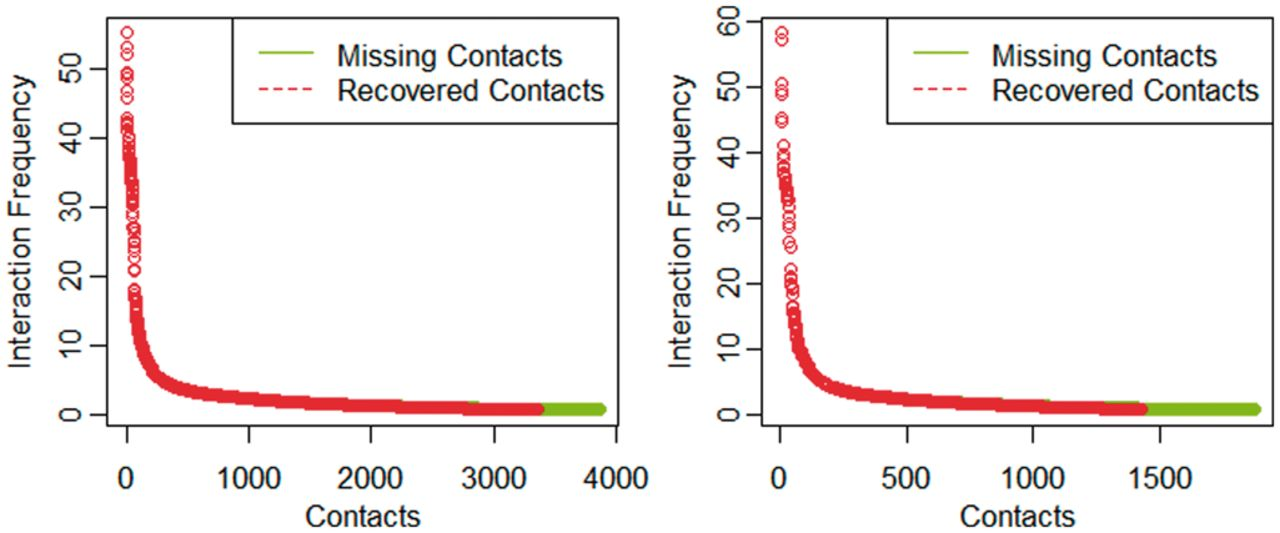 Missing Contacts
Recovered Contacts
Interaction Frequency
50
40
30
20
10
0
0 1000 2000 3000 4000
Contacts
Missing Contacts
Recovered Contacts
Interaction Frequency
60
50
40
30
20
10
0
0 500 1000 1500
Contacts